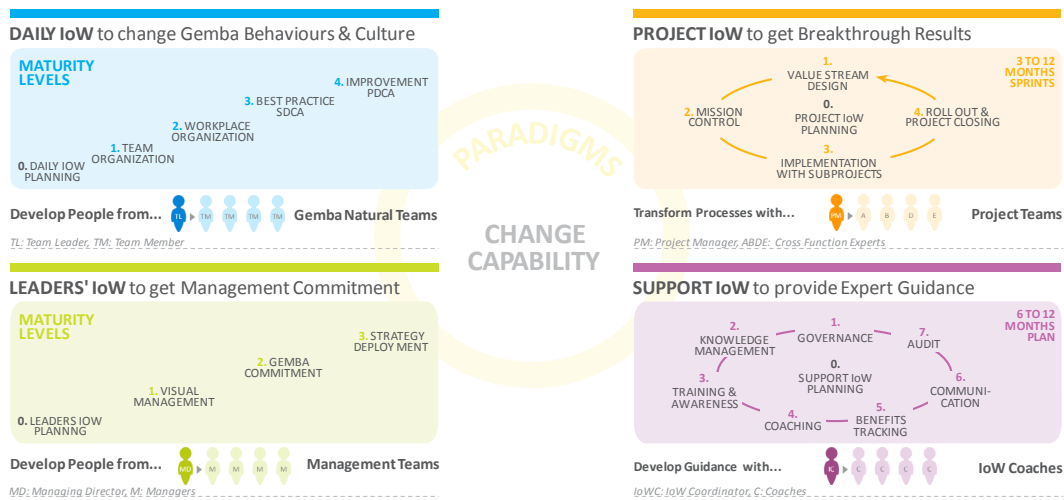 DAILY IoW to change Gemba Behaviours & Culture
MATURITY
LEVELS
4. IMPROVEMENT
PDCA
3. BEST PRACTICE
SDCA
2. WORKPLACE
ORGANIZATION
1. TEAM
ORGANIZATION
0. DAILY IOW
PLANNING
Develop People from...
TL
TM
TM
TM
TM
Gemba Natural Teams
TL: Team Leader, TM: Team Member
PROJECT IoW to get Breakthrough Results
3 TO 12
MONTHS
SPRINTS
1.
VALUE STREAM
DESIGN
2. MISSION
CONTROL
0.
PROJECT IoW
PLANNING
4. ROLL OUT &
PROJECT CLOSING
3.
IMPLEMENTATION
WITH SUBPROJECTS
Transform Processes with...
PM
A
B
D
E
Project Teams
PM: Project Manager, ABDE: Cross Function Experts
PARADIGMS
CHANGE
CAPABILITY
LEADERS' IoW to get Management Commitment
MATURITY
LEVELS
3. STRATEGY
DEPLOYMENT
2. GEMBA
COMMITMENT
1. VISUAL
MANAGEMENT
0. LEADERS IOW
PLANNNG
Develop People from...
MD
M
M
M
M
Management Teams
MD: Managing Director, M: Managers
SUPPORT IoW to provide Expert Guidance
6 TO 12
MONTHS
PLAN
1.
GOVERNANCE
2.
KNOWLEDGE
MANAGEMENT
7.
AUDIT
0.
SUPPORT IoW
PLANNING
3.
TRAINING &
AWARENESS
6.
COMMUNI-
CATION
4.
COACHING
5.
BENEFITS
TRACKING
Develop Guidance with...
IC
C
C
C
C
IoW Coaches
IoWC: IoW Coordinator, C: Coaches